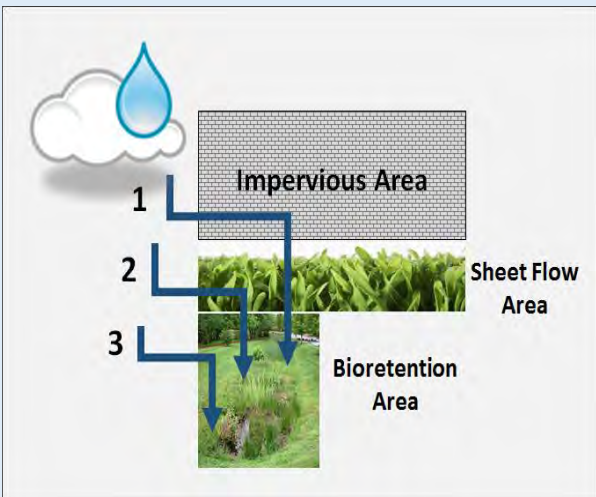 Impervious Area
1
2
Sheet Flow
Area
3
Bioretention
Area